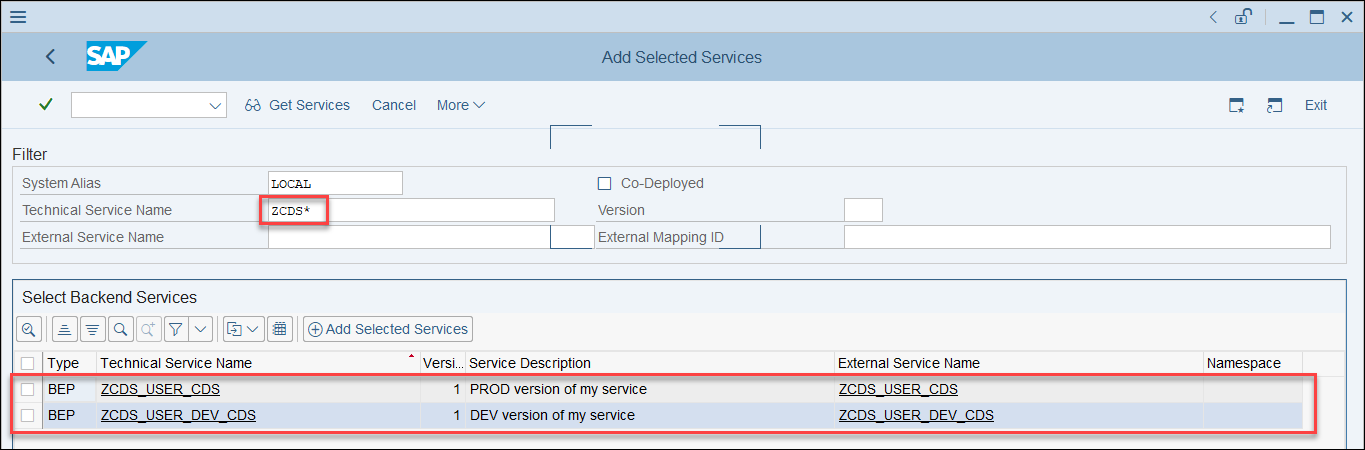 SAP Add Selected Services
Get Services Cancel More Exit
Filter
System Alias LOCAL Co-Deployed
Technical Service Name ZCDS* Version
External Service Name External Mapping ID
Select Backend Services
Add Selected Services
Type Technical Service Name Versi... Service Description External Service Name Namespace
BEP ZCDS_USER_CDS 1 PROD version of my service ZCDS_USER_CDS
BEP ZCDS_USER_DEV_CDS 1 DEV version of my service ZCDS_USER_DEV_CDS